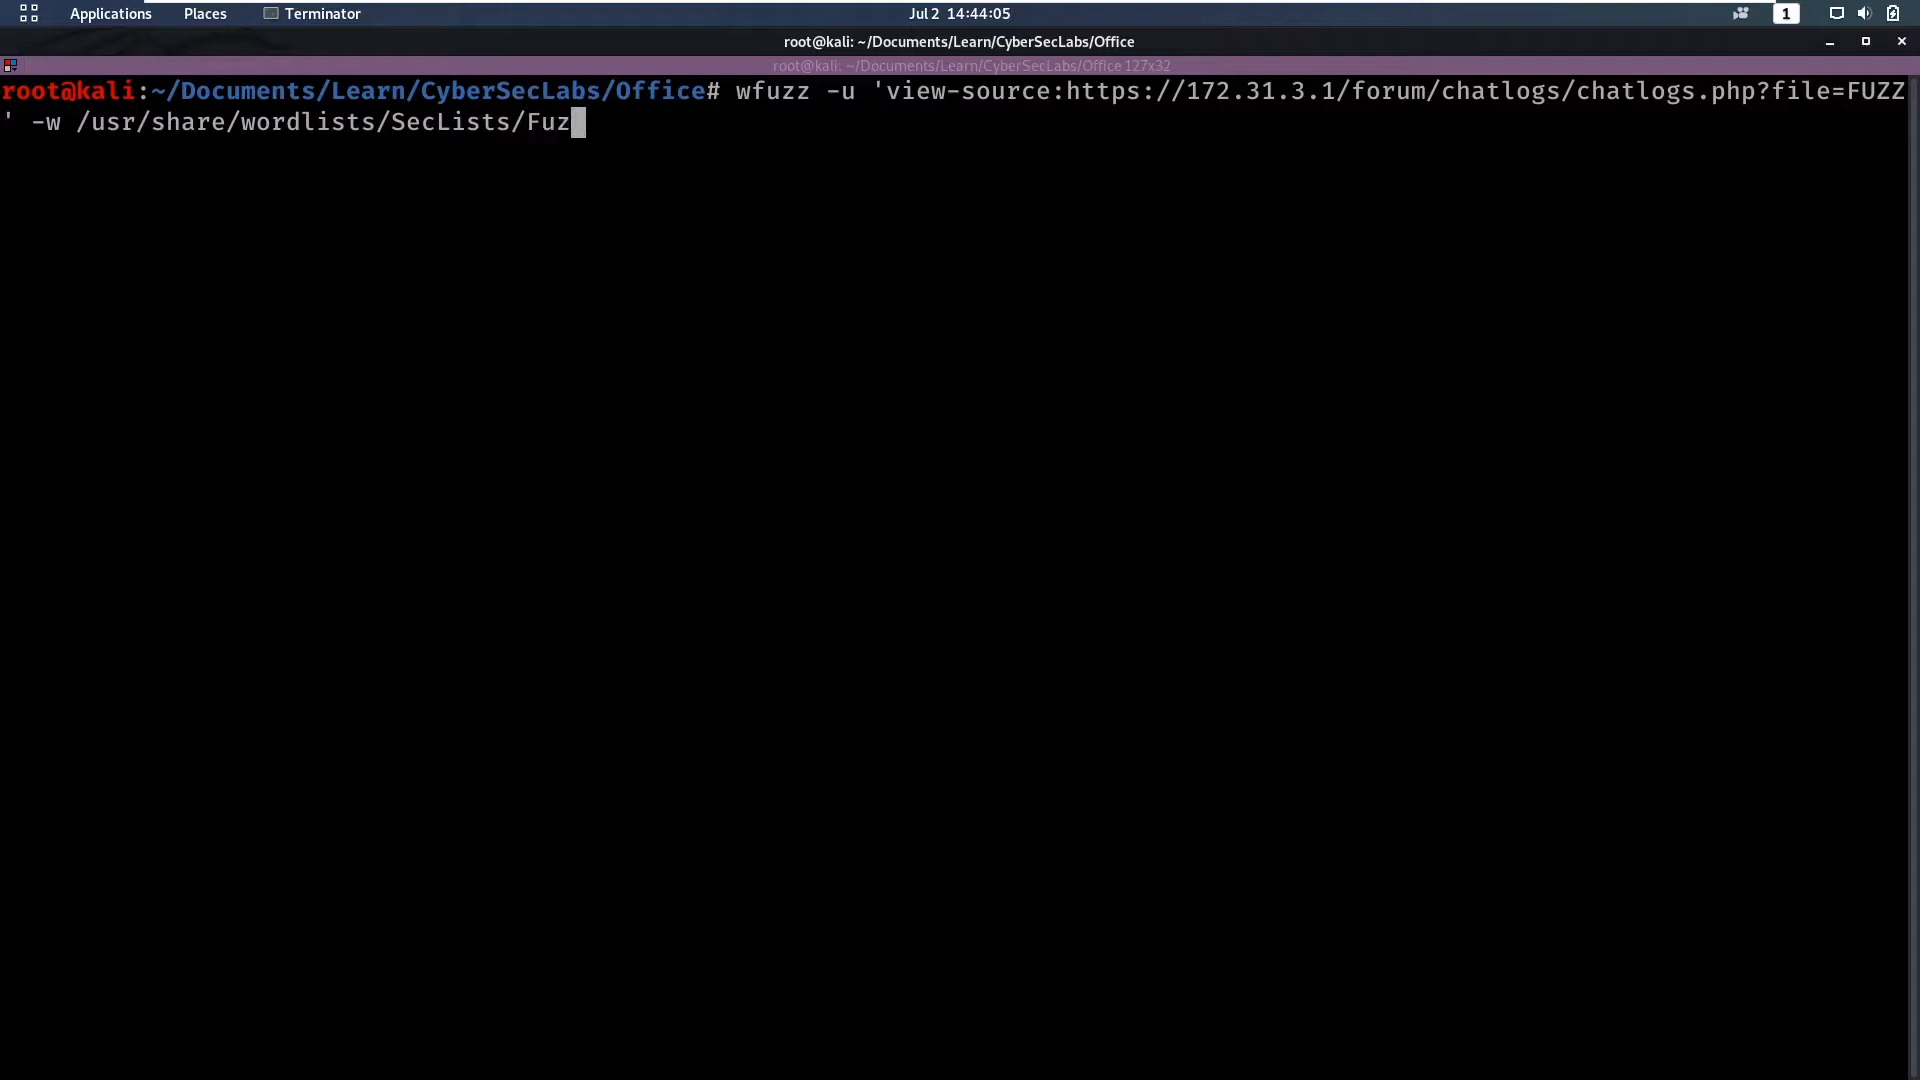 Applications Places Terminator Jul 2 14:44:05 1
root@kali: ~/Documents/Learn/CyberSecLabs/Office
root@kali: ~/Documents/Learn/CyberSecLabs/Office 127x32
root@kali:~/Documents/Learn/CyberSecLabs/Office# wfuzz -u 'view-source:https://172.31.3.1/forum/chatlogs/chatlogs.php?file=FUZZ
' -w /usr/share/wordlists/SecLists/Fuz